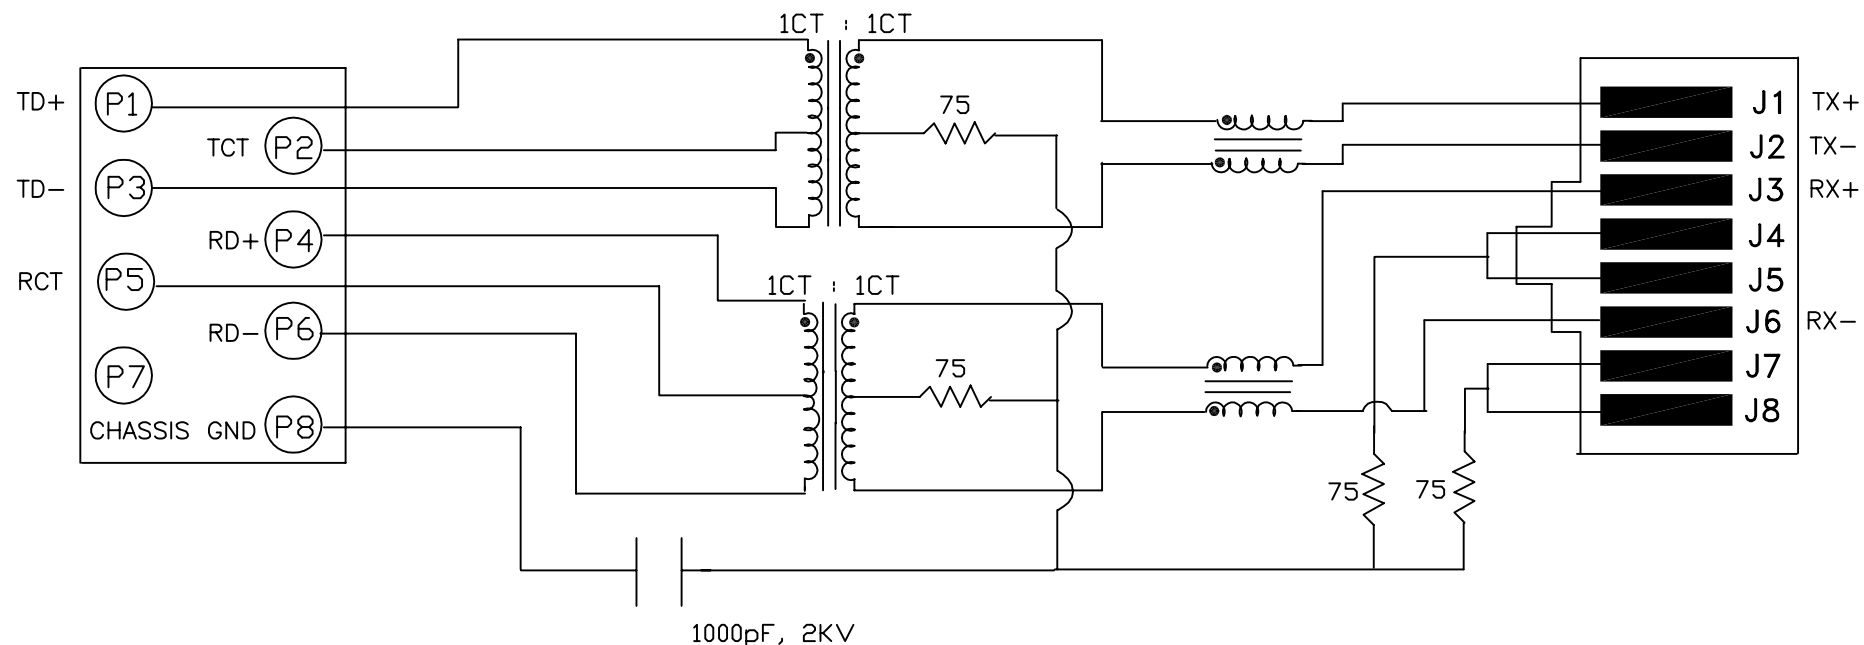 1CT : 1CT
TD+ P1
TCT P2
TD- P3
RD+ P4
RCT P5
RD- P6
P7
CHASSIS GND P8
75
1CT : 1CT
75
1000pF, 2KV
75 75
J1 TX+
J2 TX-
J3 RX+
J4
J5
J6 RX-
J7
J8